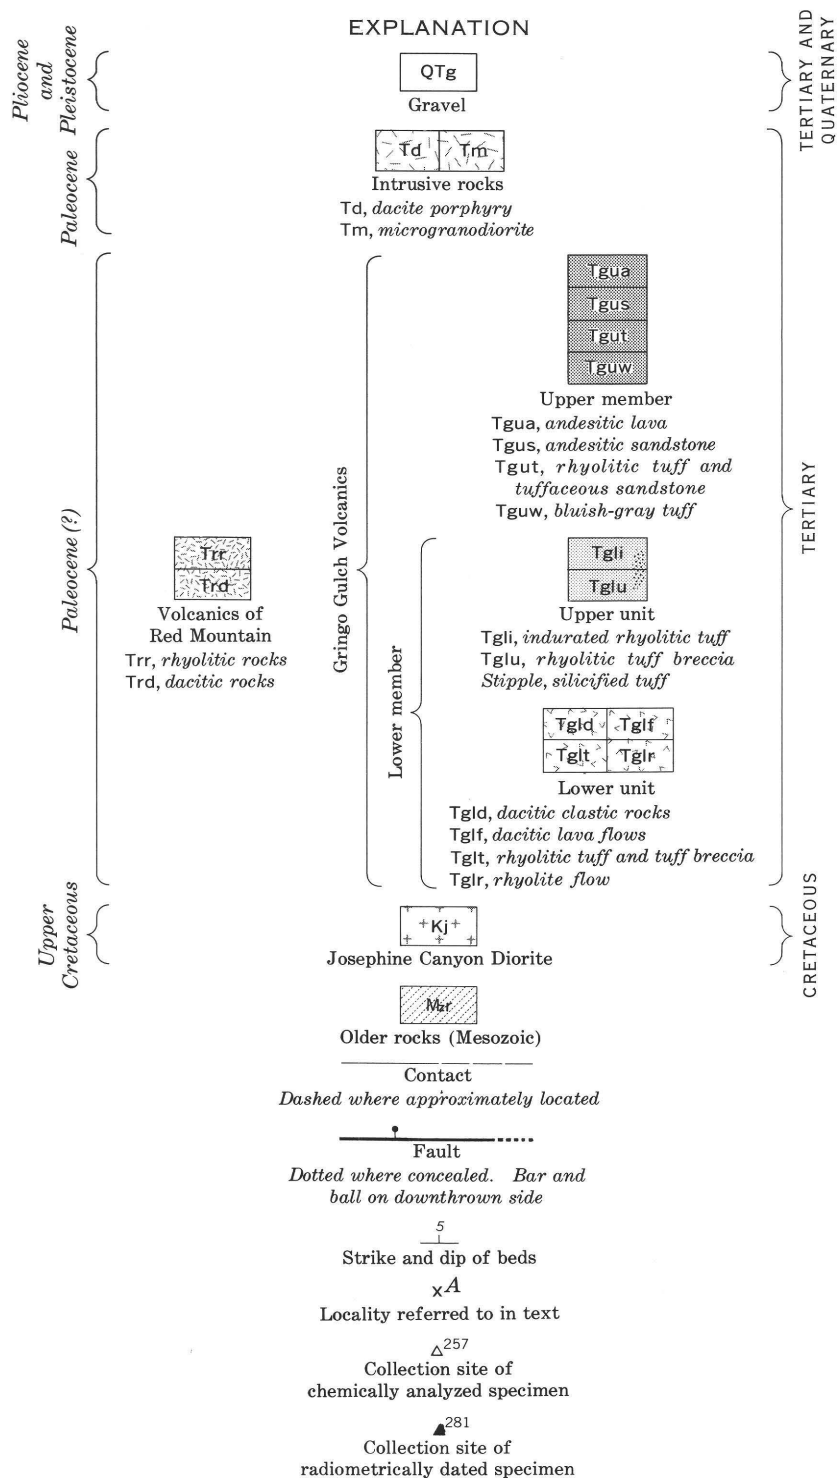 EXPLANATION
Pliocene
and
Pleistocene
QTg
Gravel
TERTIARY AND
QUATERNARY
Paleocene
Td Tm
Intrusive rocks
Td, dacite porphyry
Tm, microgranodiorite
Paleocene (?)
Trr
Trd
Volcanics of
Red Mountain
Trr, rhyolitic rocks
Trd, dacitic rocks
Gringo Gulch Volcanics
Tgua
Tgus
Tgut
Tguw
Upper member
Tgua, andesitic lava
Tgus, andesitic sandstone
Tgut, rhyolitic tuff and
tuffaceous sandstone
Tguw, bluish-gray tuff
TERTIARY
Lower member
Tgli
Tglu
Upper unit
Tgli, indurated rhyolitic tuff
Tglu, rhyolitic tuff breccia
Stipple, silicified tuff
Tgld Tglf
Tglt Tglr
Lower unit
Tgld, dacitic clastic rocks
Tglf, dacitic lava flows
Tglt, rhyolitic tuff and tuff breccia
Tglr, rhyolite flow
Upper
Cretaceous
Kj
Josephine Canyon Diorite
CRETACEOUS
Mzr
Older rocks (Mesozoic)
Contact
Dashed where approximately located
Fault
Dotted where concealed. Bar and
ball on downthrown side
5
Strike and dip of beds
xA
Locality referred to in text
257
Collection site of
chemically analyzed specimen
281
Collection site of
radiometrically dated specimen